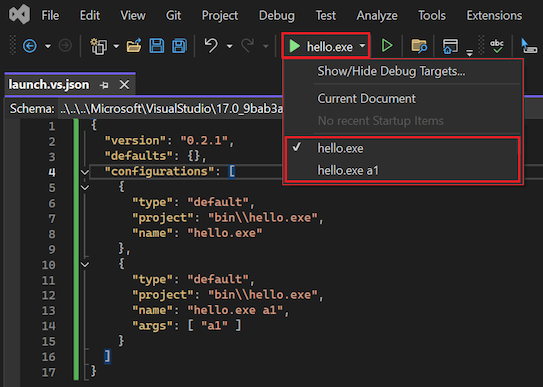 File Edit View Git Project Debug Test Analyze Tools Extensions
hello.exe
abc
launch.vs.json
Show/Hide Debug Targets...
Current Document
No recent Startup Items
hello.exe
hello.exe a1
Schema: ..\..\..\Microsoft\VisualStudio\17.0_9bab3a
1 {
2 "version": "0.2.1",
3 "defaults": {},
4 "configurations": [
5 {
6 "type": "default",
7 "project": "bin\\hello.exe",
8 "name": "hello.exe"
9 },
10 {
11 "type": "default",
12 "project": "bin\\hello.exe",
13 "name": "hello.exe a1",
14 "args": [ "a1" ]
15 }
16 ]
17 }